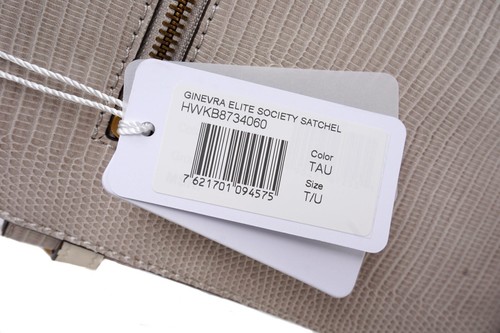 GINEVRA ELITE SOCIETY SATCHEL
HWKB8734060
7 621701 094575
Color
TAU
Size
T/U